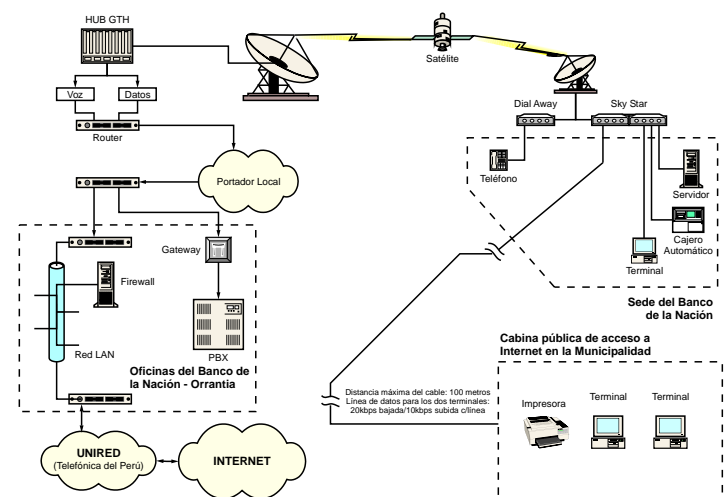 HUB GTH
Satélite
Voz
Datos
Router
Dial Away
Sky Star
Portador Local
Teléfono
Servidor
Cajero
Automático
Terminal
Gateway
Firewall
Red LAN
PBX
Oficinas del Banco de
la Nación - Orrantia
Sede del Banco
de la Nación
Cabina pública de acceso a
Internet en la Municipalidad
Distancia máxima del cable: 100 metros
Línea de datos para los dos terminales:
20kbps bajada/10kbps subida c/línea
Impresora
Terminal
Terminal
UNIRED
(Telefónica del Perú)
INTERNET